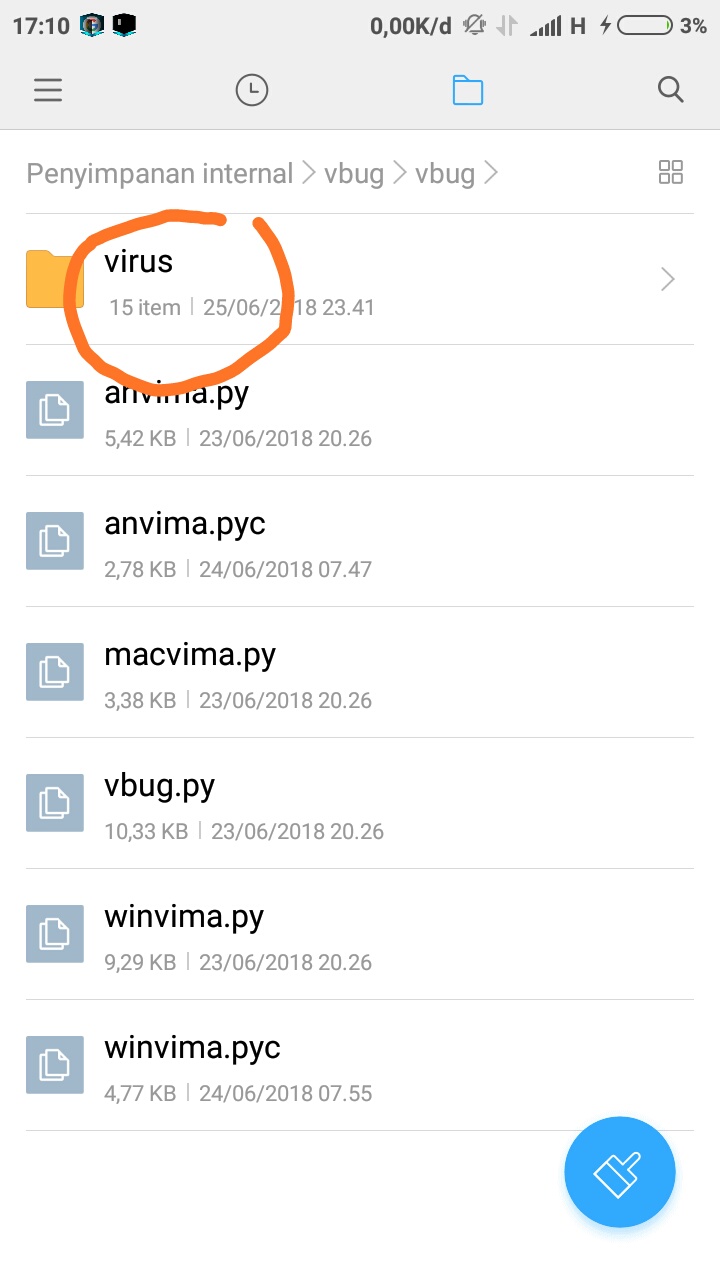 17:10 0,00K/d H 3%
Penyimpanan internal vbug vbug
virus
15 item 25/06/2018 23.41
anvima.py
5,42 KB 23/06/2018 20.26
anvima.pyc
2,78 KB 24/06/2018 07.47
macvima.py
3,38 KB 23/06/2018 20.26
vbug.py
10,33 KB 23/06/2018 20.26
winvima.py
9,29 KB 23/06/2018 20.26
winvima.pyc
4,77 KB 24/06/2018 07.55